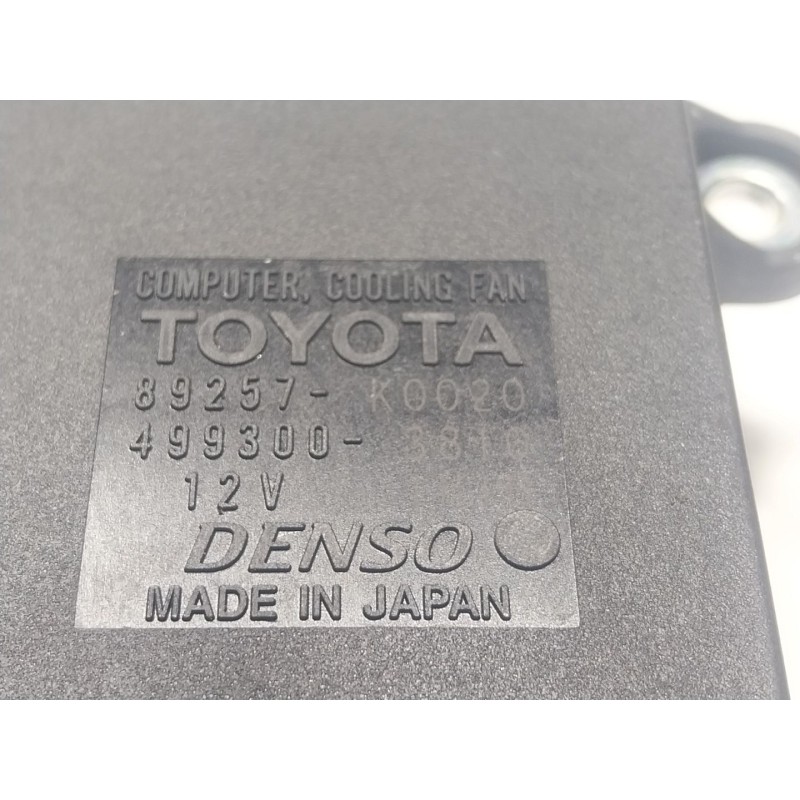 COMPUTER, COOLING FAN
TOYOTA
89257- K0020
499300-
12V
DENSO
MADE IN JAPAN